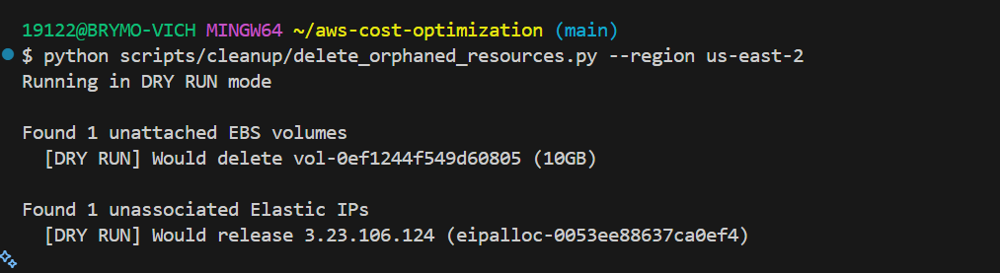 19122@BRYMO-VICH MINGW64 ~/aws-cost-optimization (main)
$ python scripts/cleanup/delete_orphaned_resources.py --region us-east-2
Running in DRY RUN mode
Found 1 unattached EBS volumes
[DRY RUN] Would delete vol-0ef1244f549d60805 (10GB)
Found 1 unassociated Elastic IPs
[DRY RUN] Would release 3.23.106.124 (eipalloc-0053ee88637ca0ef4)